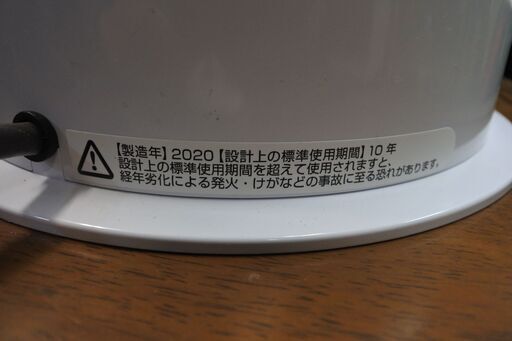 【製造年】2020【設計上の標準使用期間】10年
設計上の標準使用期間を超えて使用されますと、
経年劣化による発火・けがなどの事故に至る恐れがあります。